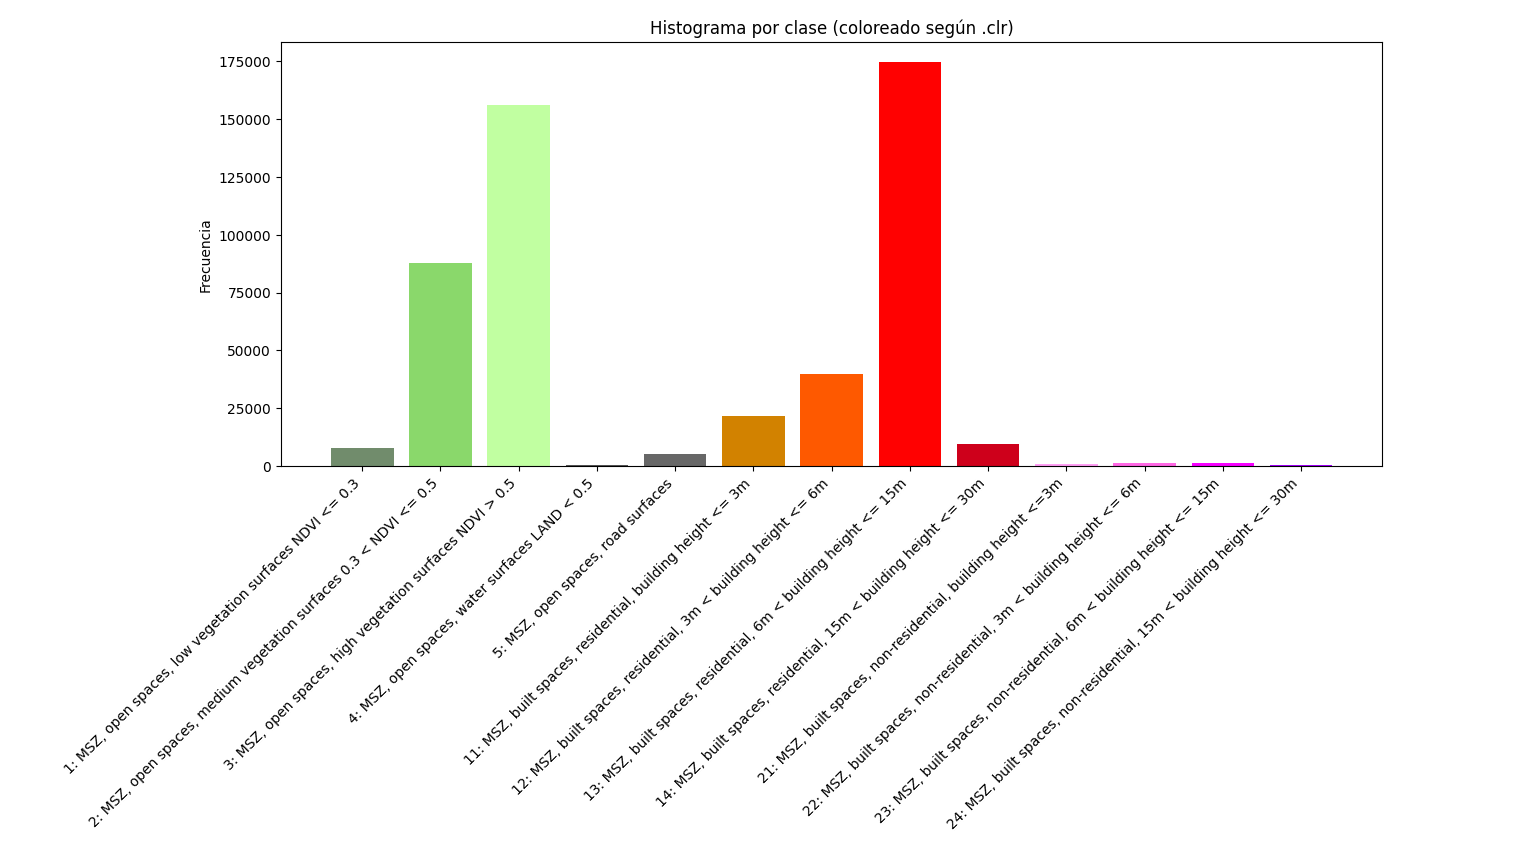 Histograma por clase (coloreado según .clr)
175000
150000
125000
100000
75000
50000
25000
0
Frecuencia
1: MSZ, open spaces, low vegetation surfaces NDVI <= 0.3
2: MSZ, open spaces, medium vegetation surfaces 0.3 < NDVI <= 0.5
3: MSZ, open spaces, high vegetation surfaces NDVI > 0.5
4: MSZ, open spaces, water surfaces LAND < 0.5
5: MSZ, open spaces, road surfaces
11: MSZ, built spaces, residential, building height <= 3m
12: MSZ, built spaces, residential, 3m < building height <= 6m
13: MSZ, built spaces, residential, 6m < building height <= 15m
14: MSZ, built spaces, residential, 15m < building height <= 30m
21: MSZ, built spaces, non-residential, building height <=3m
22: MSZ, built spaces, non-residential, 3m < building height <= 6m
23: MSZ, built spaces, non-residential, 6m < building height <= 15m
24: MSZ, built spaces, non-residential, 15m < building height <= 30m